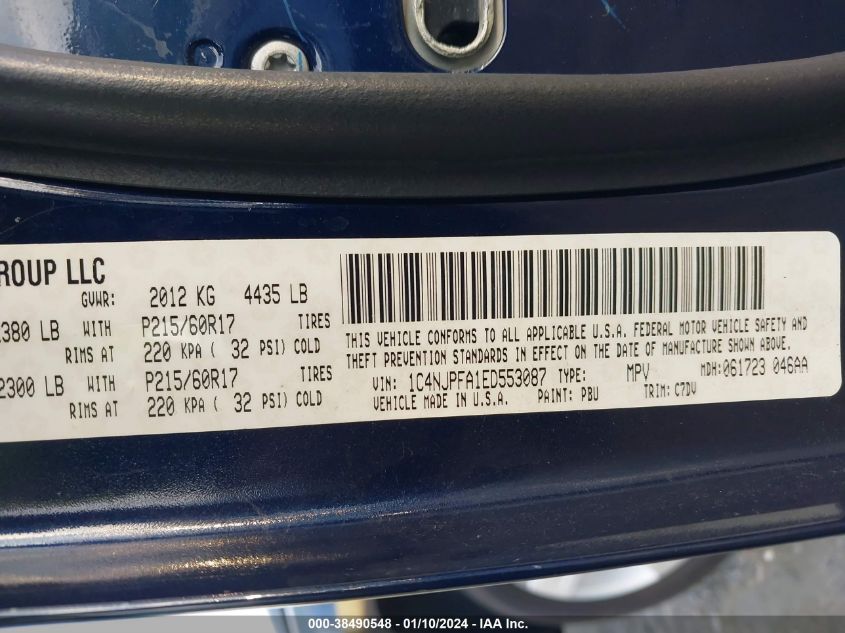 ROUP LLC
GVWR: 2012 KG 4435 LB
380 LB WITH P215/60R17 TIRES
RIMS AT 220 KPA ( 32 PSI) COLD
2300 LB WITH P215/60R17 TIRES
RIMS AT 220 KPA ( 32 PSI) COLD
THIS VEHICLE CONFORMS TO ALL APPLICABLE U.S.A. FEDERAL MOTOR VEHICLE SAFETY AND
THEFT PREVENTION STANDARDS IN EFFECT ON THE DATE OF MANUFACTURE SHOWN ABOVE.
VIN: 1C4NJPFA1ED553087 TYPE: MPV MDH: 061723 046AA
VEHICLE MADE IN U.S.A. PAINT: PBU TRIM: C7DV
000-38490548 - 01/10/2024 - IAA Inc.